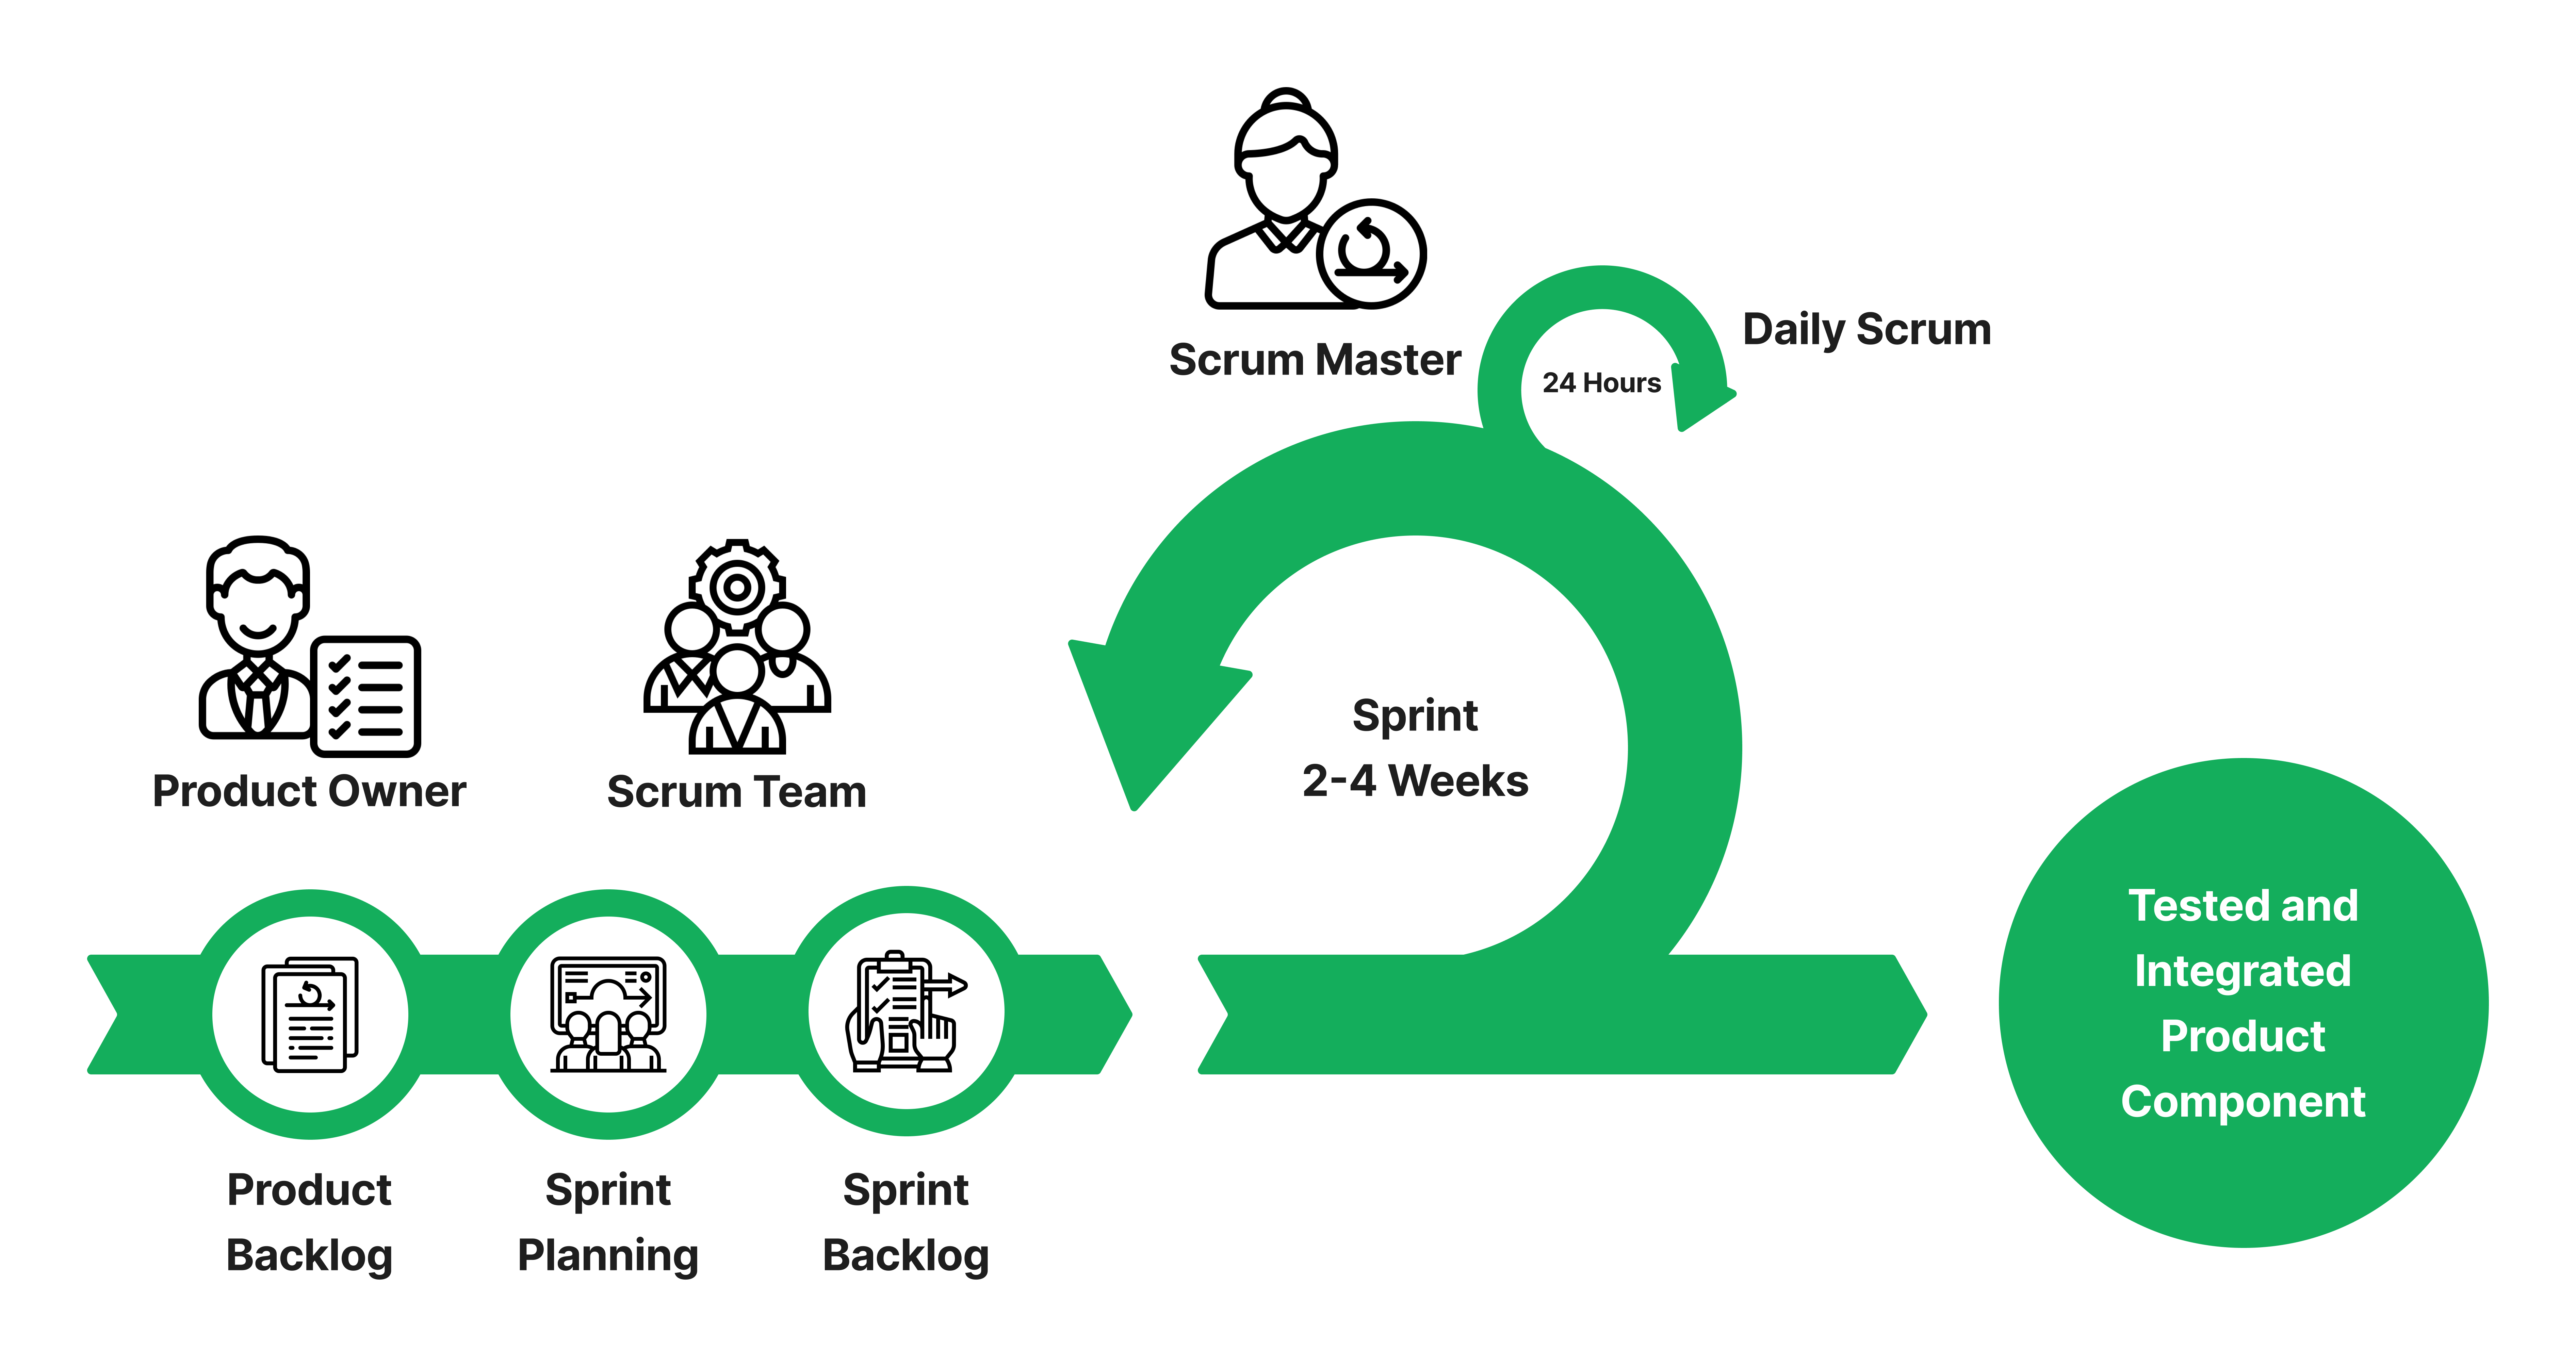 Scrum Master
Daily Scrum
24 Hours
Sprint
2-4 Weeks
Product Owner
Scrum Team
Product
Backlog
Sprint
Planning
Sprint
Backlog
Tested and
Integrated
Product
Component